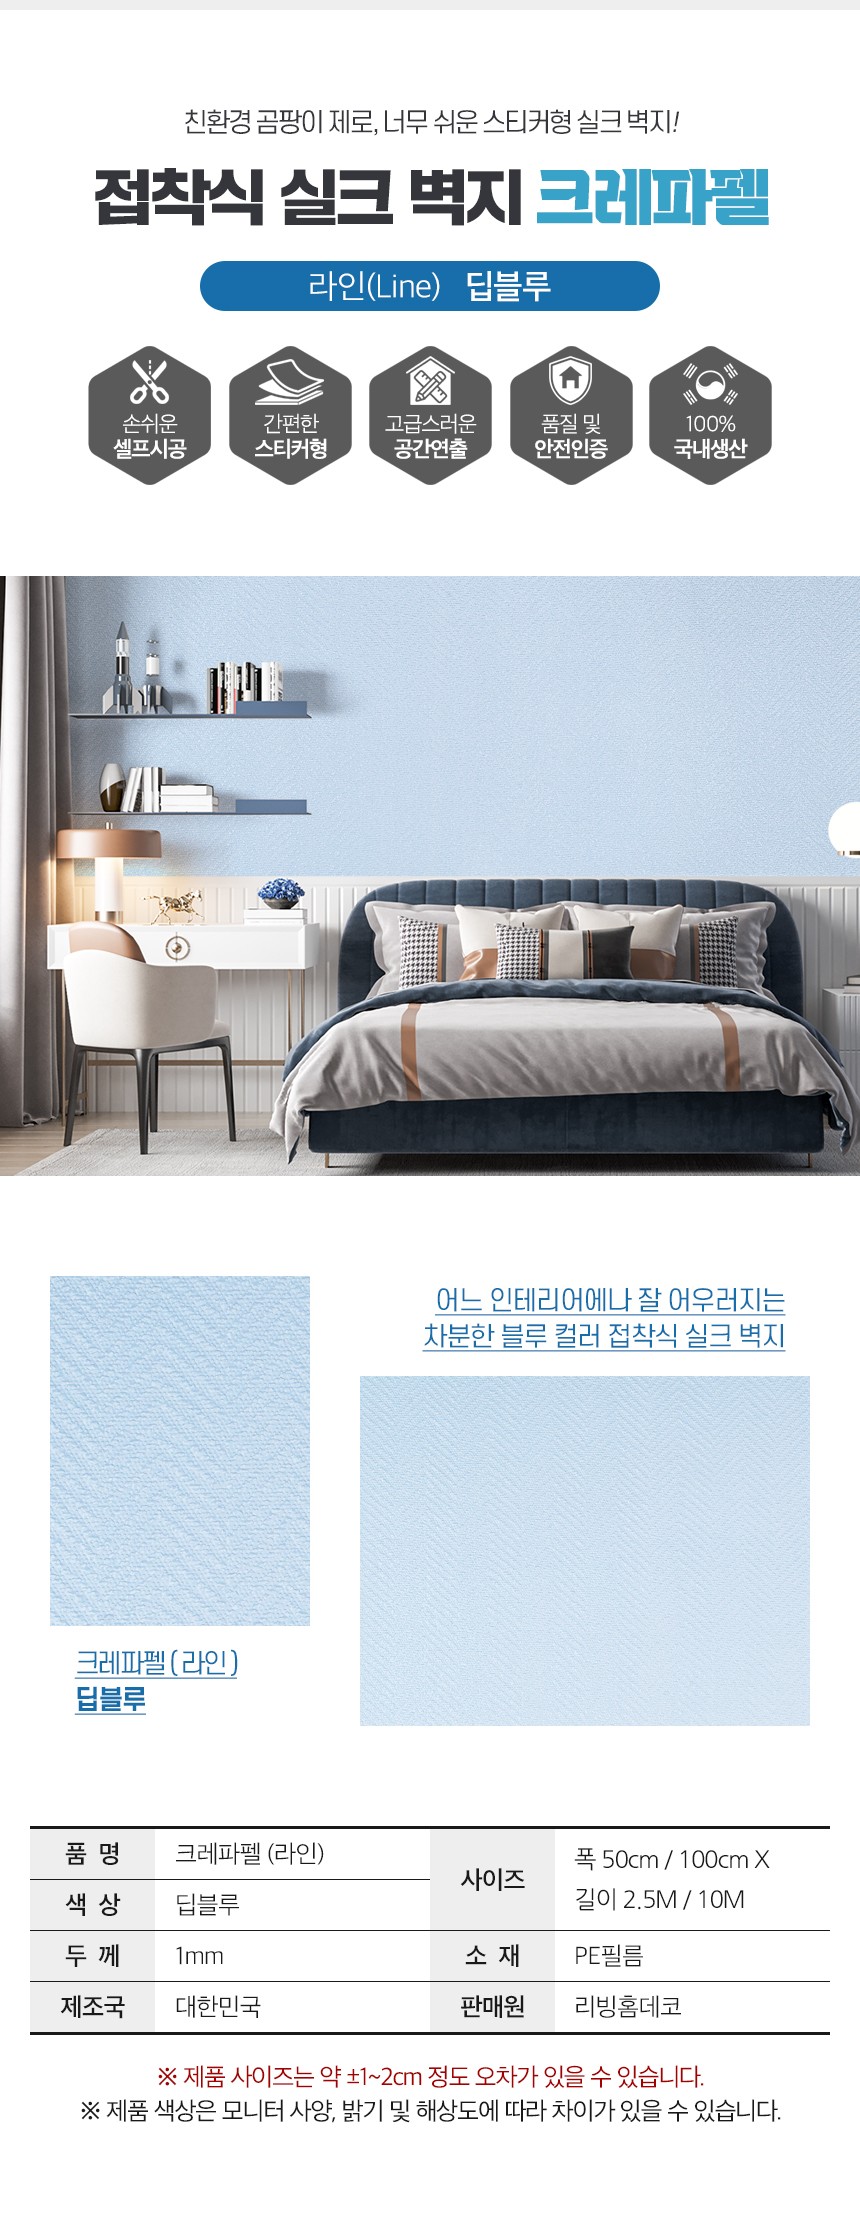 친환경 곰팡이 제로, 너무 쉬운 스티커형 실크 벽지!
접착식 실크 벽지 크레파펠
라인(Line) 딥블루
손쉬운
셀프시공
간편한
스티커형
고급스러운
공간연출
품질 및
안전인증
100%
국내생산
어느 인테리어에나 잘 어우러지는
차분한 블루 컬러 접착식 실크 벽지
크레파펠 ( 라인 )
딥블루
품 명 크레파펠 (라인)
색 상 딥블루
사이즈 폭 50cm / 100cm X
길이 2.5M / 10M
두 께 1mm 소 재 PE필름
제조국 대한민국 판매원 리빙홈데코
※ 제품 사이즈는 약 ±1~2cm 정도 오차가 있을 수 있습니다.
※ 제품 색상은 모니터 사양, 밝기 및 해상도에 따라 차이가 있을 수 있습니다.